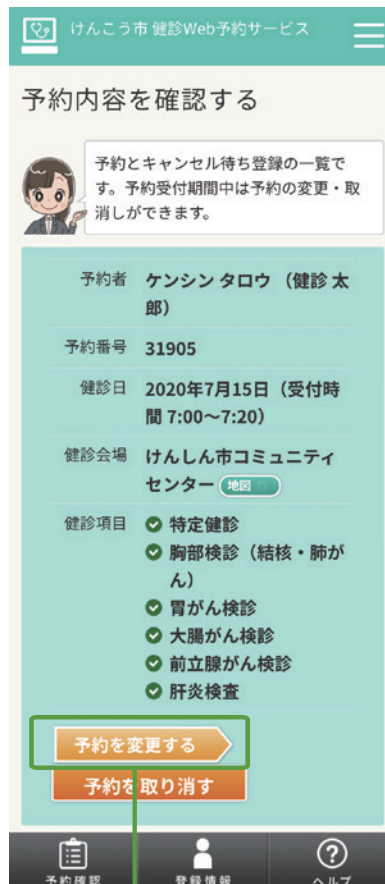 けんこう市 健診Web予約サービス
予約内容を確認する
予約とキャンセル待ち登録の一覧で
す。予約受付期間中は予約の変更・取
消しができます。
予約者 ケンシン タロウ （健診 太
郎）
予約番号 31905
健診日 2020年7月15日（受付時
間 7:00〜7:20）
健診会場 けんしん市コミュニティ
センター 地図
健診項目 特定健診
胸部検診（結核・肺が
ん）
胃がん検診
大腸がん検診
前立腺がん検診
肝炎検査
予約を変更する
予約を取り消す
予約確認 登録情報 ヘルプ